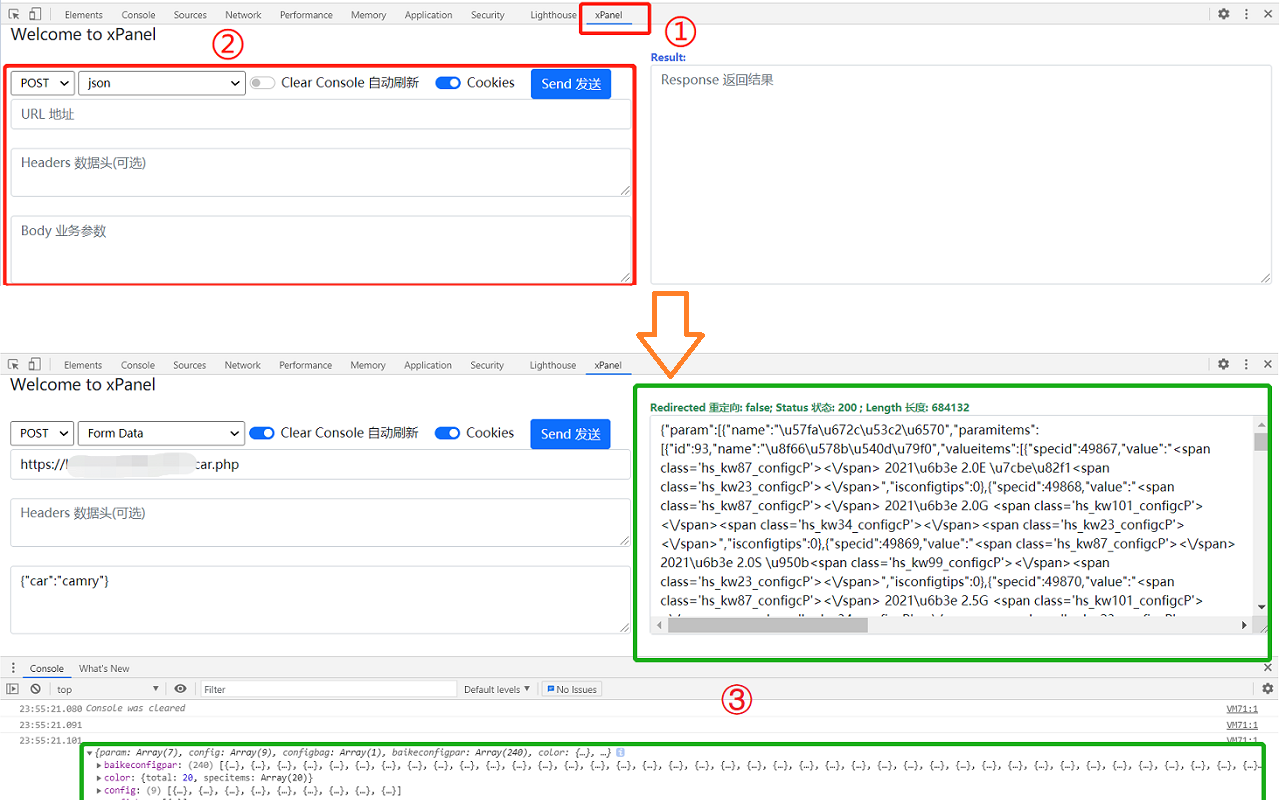 Elements Console Sources Network Performance Memory Application Security Lighthouse xPanel
Welcome to xPanel
②
①
POST json Clear Console 自动刷新 Cookies Send 发送
URL 地址
Headers 数据头(可选)
Body 业务参数
Result:
Response 返回结果
Elements Console Sources Network Performance Memory Application Security Lighthouse xPanel
Welcome to xPanel
POST Form Data Clear Console 自动刷新 Cookies Send 发送
https:// car.php
Headers 数据头(可选)
{"car":"camry"}
Redirected 重定向: false; Status 状态: 200 ; Length 长度: 684132
{"param":[{"name":"\u57fa\u672c\u53c2\u6570","paramitems":
[{"id":93,"name":"\u8f66\u578b\u540d\u79f0","valueitems":[{"specid":49867,"value":"<span
class='hs_kw87_configcP'><\/span> 2021\u6b3e 2.0E \u7cbe\u82f1<span
class='hs_kw23_configcP'><\/span>","isconfigtips":0},{"specid":49868,"value":"<span
class='hs_kw87_configcP'><\/span> 2021\u6b3e 2.0G <span class='hs_kw101_configcP'>
<\/span><span class='hs_kw34_configcP'><\/span><span class='hs_kw23_configcP'>
<\/span>","isconfigtips":0},{"specid":49869,"value":"<span class='hs_kw87_configcP'><\/span>
2021\u6b3e 2.0S \u950b<span class='hs_kw99_configcP'><\/span><span
class='hs_kw23_configcP'><\/span>","isconfigtips":0},{"specid":49870,"value":"<span
class='hs_kw87_configcP'><\/span> 2021\u6b3e 2.5G <span class='hs_kw101_configcP'>
Console What's New
top Filter Default levels No Issues
③
23:55:21.080 Console was cleared VM71:1
23:55:21.091 VM71:1
23:55:21.101 VM71:1
{param: Array(7), config: Array(9), configbag: Array(1), baikeconfigpar: Array(240), color: {…}, …}
baikeconfigpar: (240) [{…}, {…}, {…}, {…}, {…}, {…}, {…}, {…}, {…}, {…}, {…}, {…}, {…}, {…}, {…}, {…}, {…}, {…}, {…}, {…}, {…}, {…}, {…}, {…}, {…}, {…}, {…}, {…}, {…}, {…}, {…}, {…}, {…}, {…}, {…}, {…}, {…}, {…}, {…}, {…}…
color: {total: 20, specitems: Array(20)}
config: (9) [{…}, {…}, {…}, {…}, {…}, {…}, {…}, {…}, {…}]